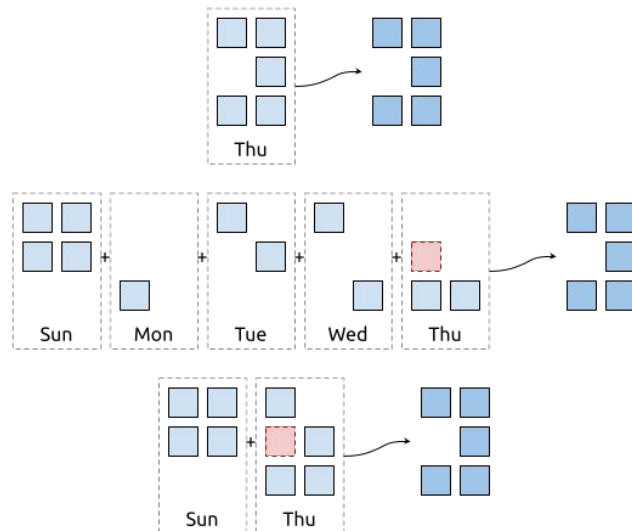 Thu
+ + + +
Sun Mon Tue Wed Thu
+
Sun Thu